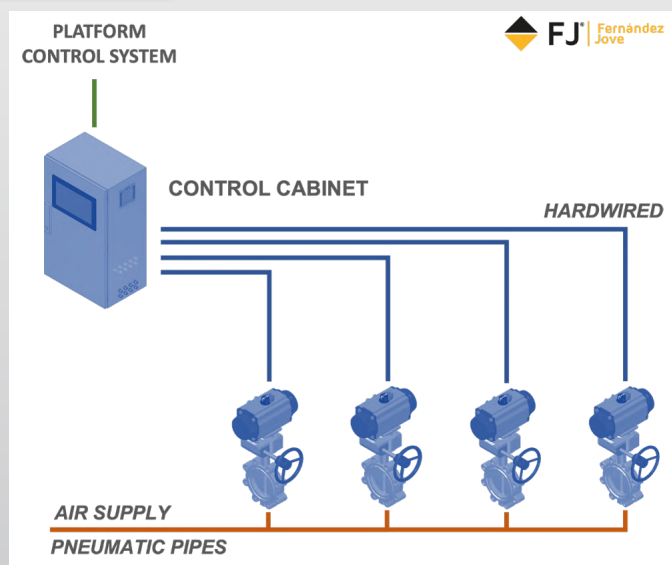 PLATFORM
CONTROL SYSTEM
FJ® Fernández
Jove
CONTROL CABINET
HARDWIRED
AIR SUPPLY
PNEUMATIC PIPES